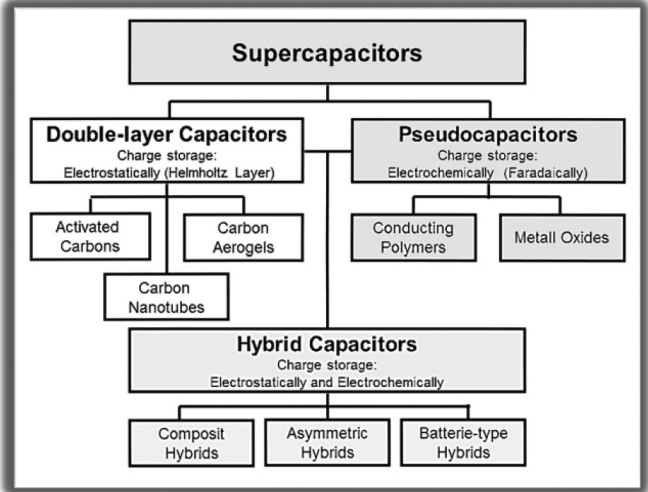 Supercapacitors
Double-layer Capacitors
Charge storage:
Electrostatically (Helmholtz Layer)
Pseudocapacitors
Charge storage:
Electrochemically (Faradaically)
Activated
Carbons
Carbon
Aerogels
Carbon
Nanotubes
Conducting
Polymers
Metall Oxides
Hybrid Capacitors
Charge storage:
Electrostatically and Electrochemically
Composit
Hybrids
Asymmetric
Hybrids
Batterie-type
Hybrids